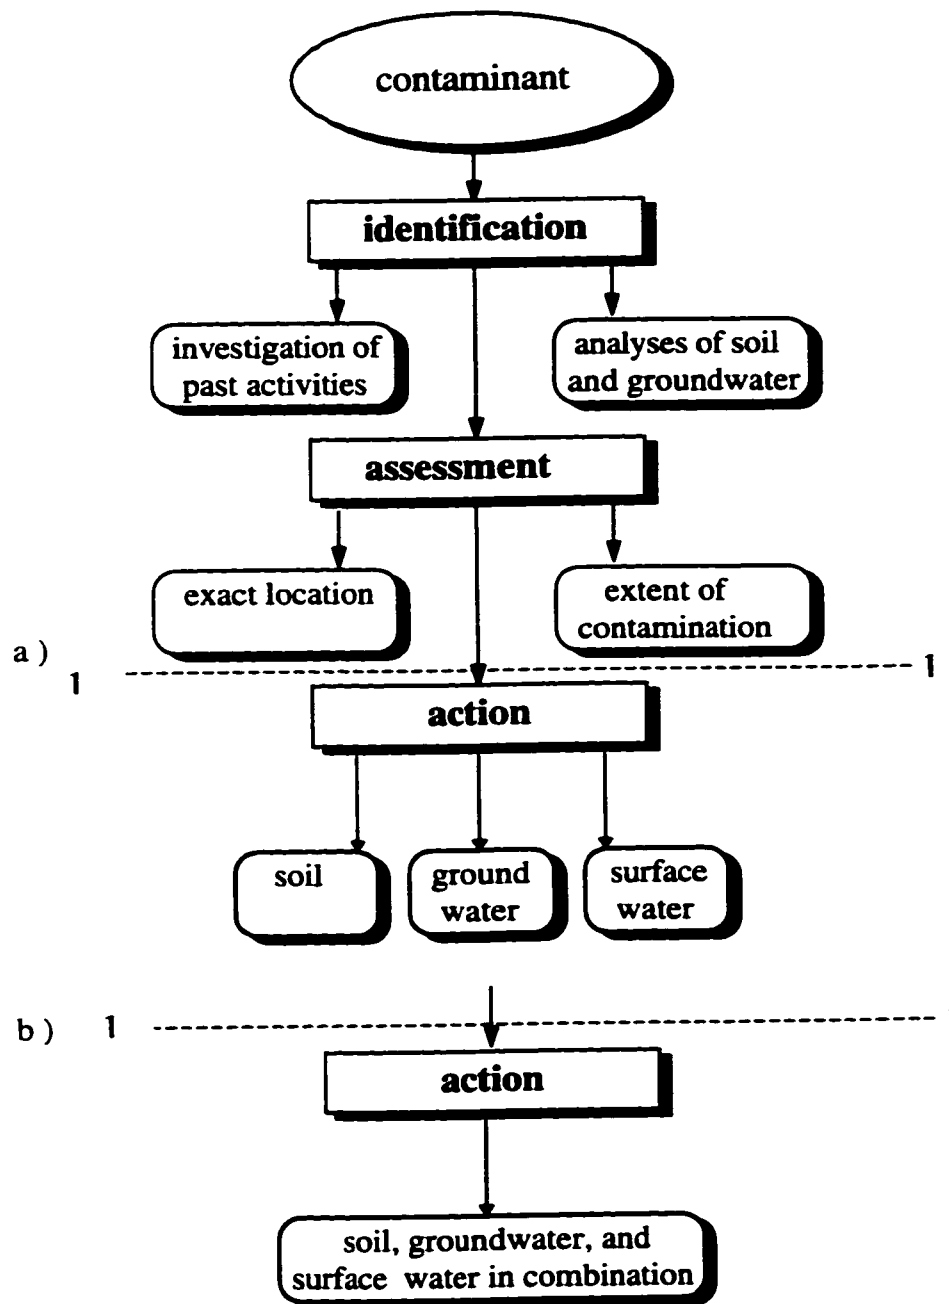 contaminant
identification
investigation of
past activities
analyses of soil
and groundwater
assessment
exact location
extent of
contamination
a )
1
1
action
soil
ground
water
surface
water
b )
1
action
soil, groundwater, and
surface water in combination